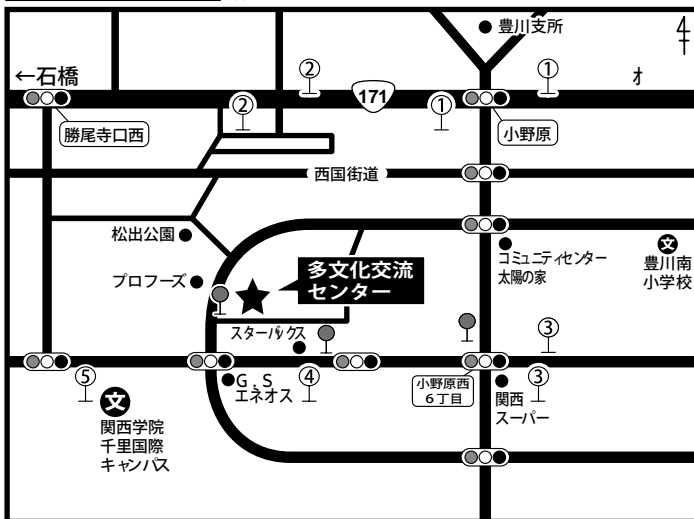 豊川支所
4
←石橋
②
①
オ
171
②
①
勝尾寺口西
小野原
西国街道
松出公園
コミュニティセンター
太陽の家
文
豊川南
小学校
プロフーズ
多文化交流
センター
スターバックス
③
⑤
G.S
エネオス
④
小野原西
6丁目
③
関西
スーパー
文
関西学院
千里国際
キャンパス